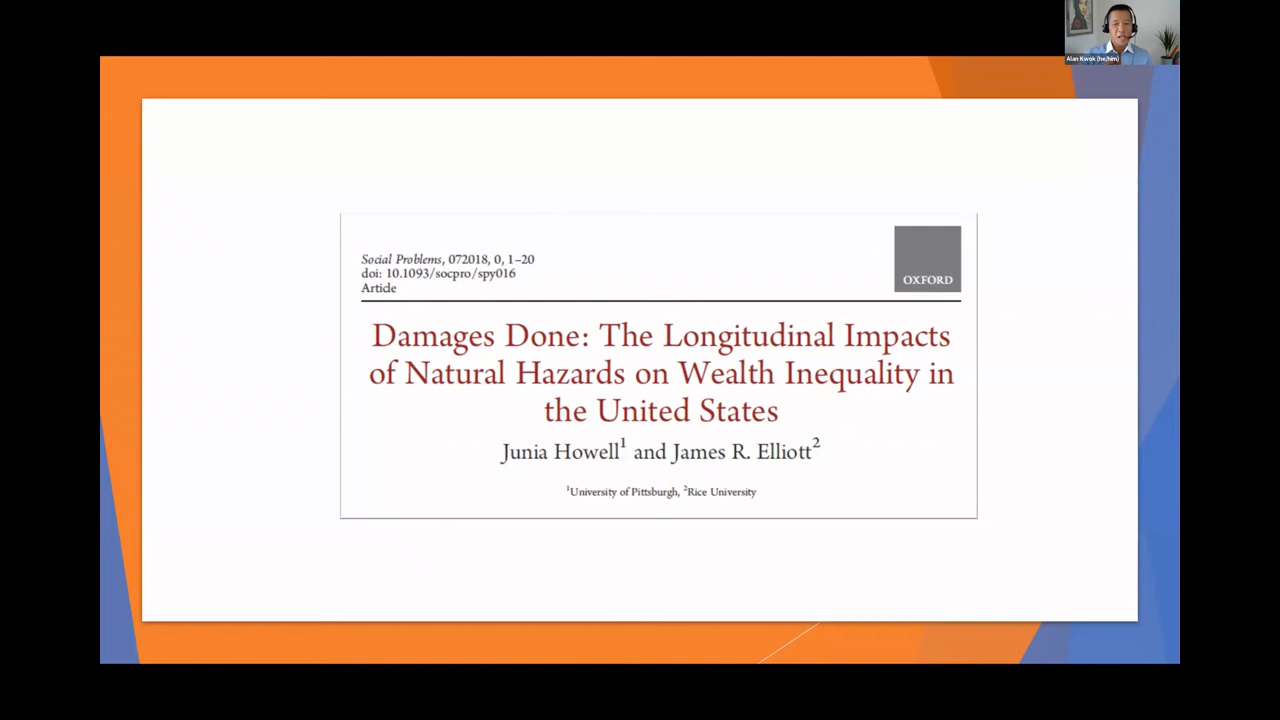 Alan Kwok (he/him)
Social Problems, 072018, 0, 1–20
doi: 10.1093/socpro/spy016
Article
OXFORD
Damages Done: The Longitudinal Impacts
of Natural Hazards on Wealth Inequality in
the United States
Junia Howell¹ and James R. Elliott²
¹University of Pittsburgh, ²Rice University